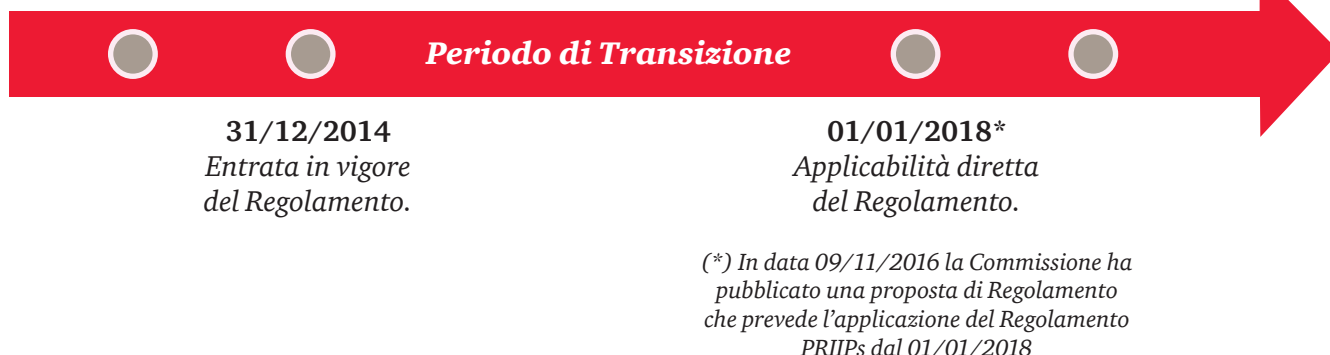 Periodo di Transizione
31/12/2014
Entrata in vigore
del Regolamento.
01/01/2018*
Applicabilità diretta
del Regolamento.
(*) In data 09/11/2016 la Commissione ha
pubblicato una proposta di Regolamento
che prevede l'applicazione del Regolamento
PRIIPs dal 01/01/2018